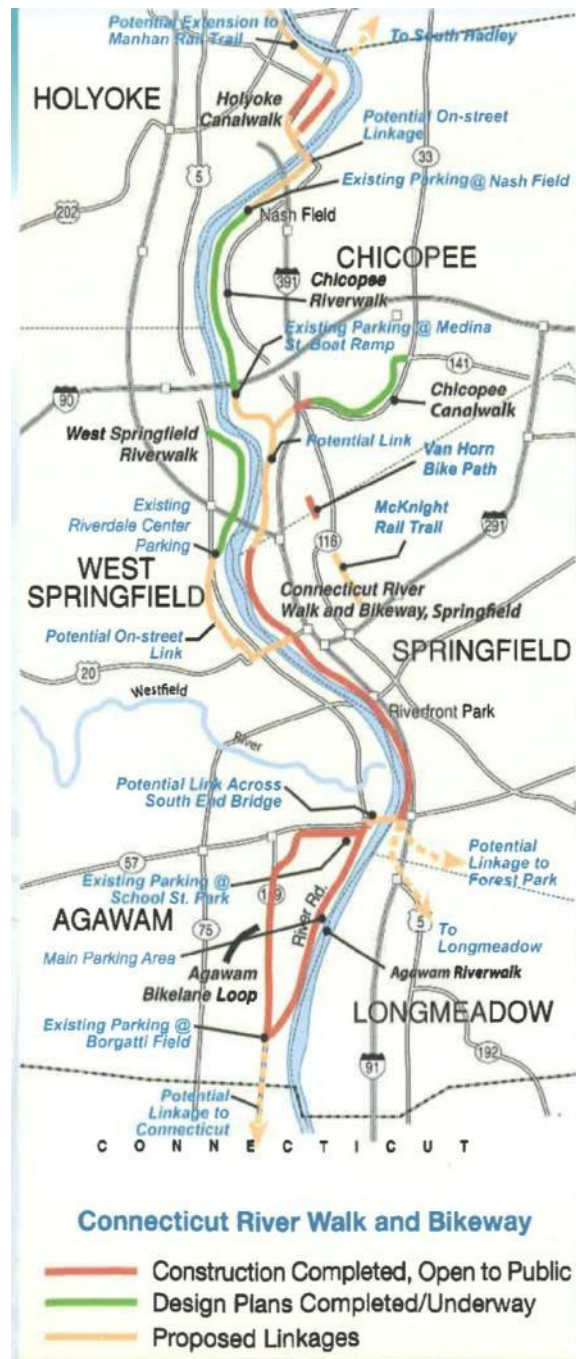 Potential Extension to
Manhan Rail Trail
To South Hadley
HOLYOKE
Holyoke
Canalwalk
Potential On-street
Linkage
33
5
Existing Parking @ Nash Field
202
Nash Field
CHICOPEE
391
Chicopee
Riverwalk
Existing Parking @ Medina
St. Boat Ramp
141
90
Chicopee
Canalwalk
West Springfield
Riverwalk
Potential Link
Van Horn
Bike Path
Existing
Riverdale Center
Parking
McKnight
Rail Trail
291
116
WEST
SPRINGFIELD
Connecticut River
Walk and Bikeway, Springfield
Potential On-street
Link
SPRINGFIELD
20
Westfield
River
Riverfront Park
Potential Link Across
South End Bridge
57
Potential
Linkage to
Forest Park
Existing Parking @
School St. Park
159
AGAWAM
River Rd.
5
75
To
Longmeadow
Main Parking Area
Agawam
Bikelane Loop
Agawam Riverwalk
LONGMEADOW
Existing Parking @
Borgatti Field
192
91
Potential
Linkage to
Connecticut
CONNECTICUT
Connecticut River Walk and Bikeway
Construction Completed, Open to Public
Design Plans Completed/Underway
Proposed Linkages